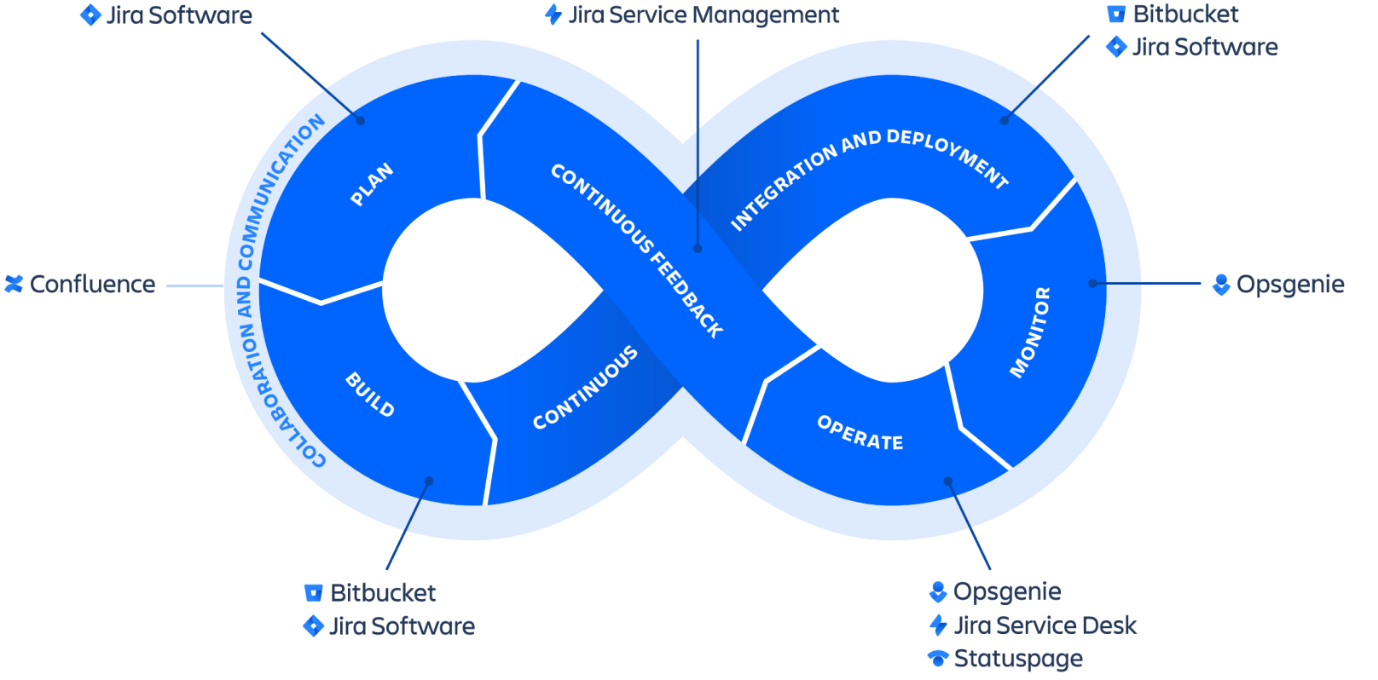 Jira Software
Jira Service Management
Bitbucket
Jira Software
COLLABORATION AND COMMUNICATION
PLAN
CONTINUOUS FEEDBACK
INTEGRATION AND DEPLOYMENT
Confluence
Opsgenie
MONITOR
BUILD
CONTINUOUS
OPERATE
Bitbucket
Jira Software
Opsgenie
Jira Service Desk
Statuspage